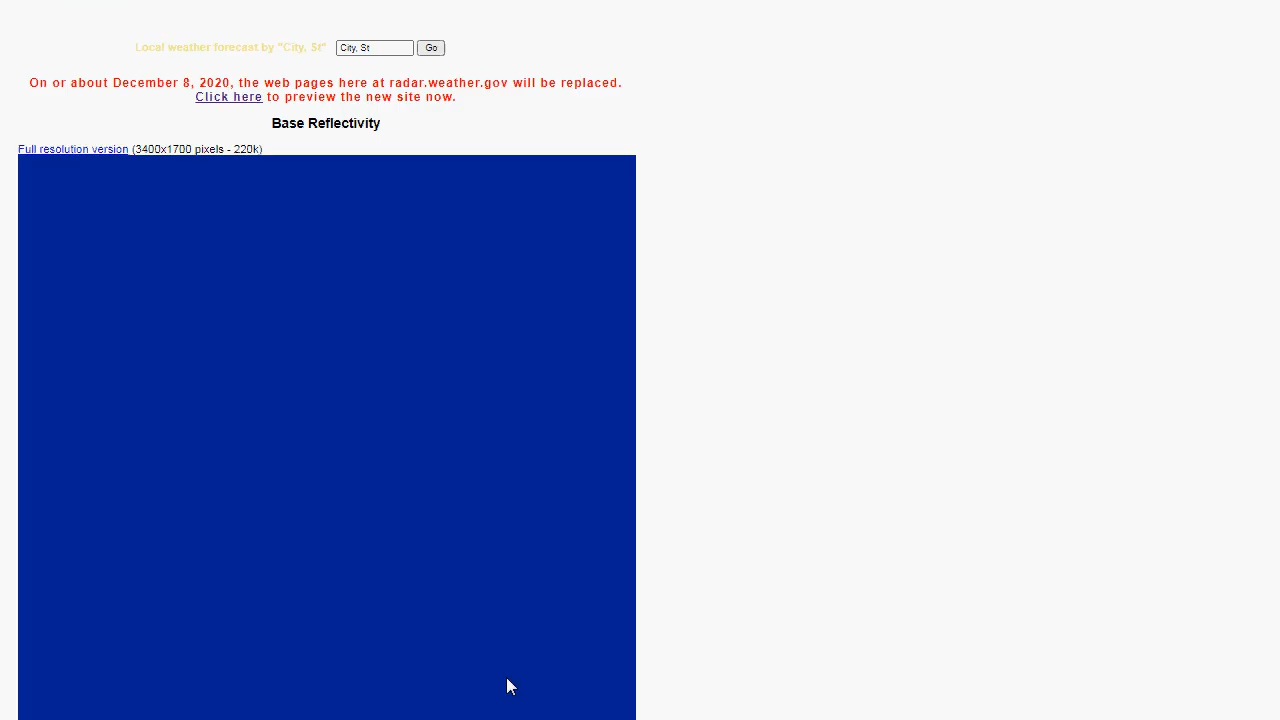 Local weather forecast by "City, St" City, St Go
On or about December 8, 2020, the web pages here at radar.weather.gov will be replaced.
Click here to preview the new site now.
Base Reflectivity
Full resolution version (3400x1700 pixels - 220k)